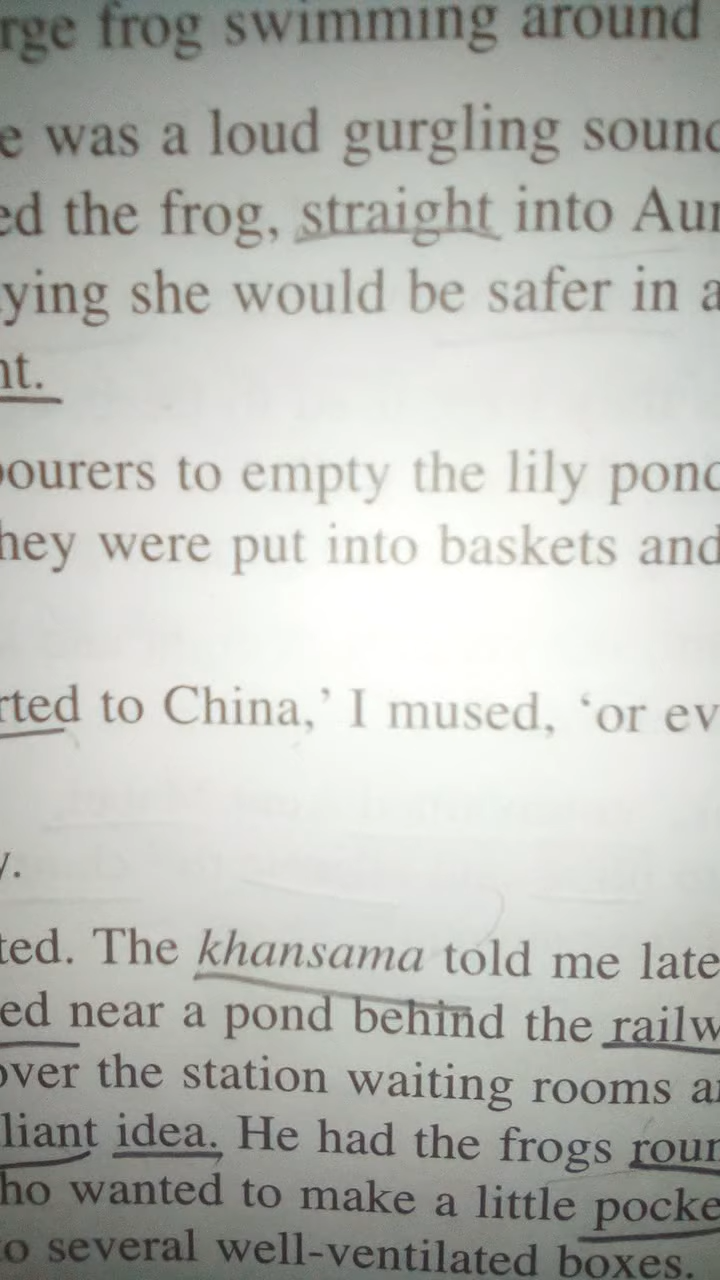 rge frog swimming around
e was a loud gurgling sound
ed the frog, straight into Aun
ying she would be safer in a
nt.
ourers to empty the lily pond
hey were put into baskets and
rted to China,’ I mused, ‘or ev
y.
ted. The khansama told me late
ed near a pond behind the railw
over the station waiting rooms a
liant idea. He had the frogs roun
ho wanted to make a little pocke
to several well-ventilated boxes.